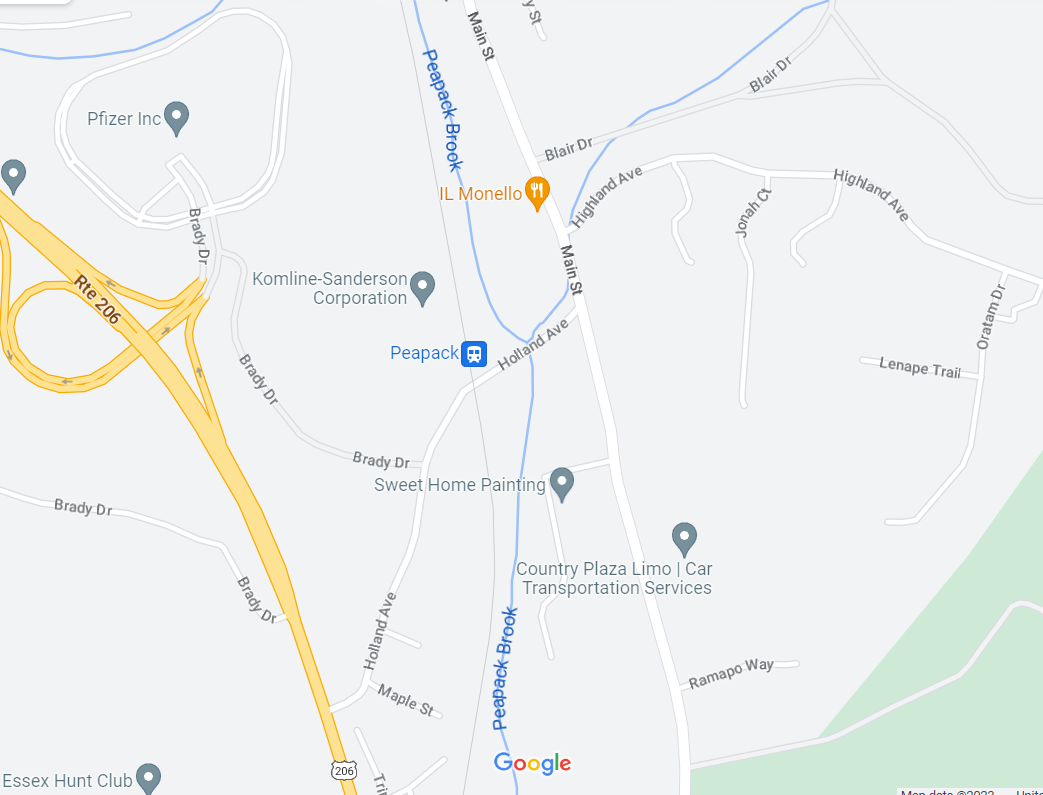 Main St
y St
Peapack Brook
Blair Dr
Pfizer Inc
Blair Dr
IL Monello
Highland Ave
Highland Ave
Jonah Ct
Brady Dr
Main St
Komline-Sanderson
Corporation
Rte 206
Oratam Dr
Peapack
Holland Ave
Lenape Trail
Brady Dr
Brady Dr
Sweet Home Painting
Brady Dr
Country Plaza Limo | Car
Transportation Services
Brady Dr
Holland Ave
Peapack Brook
Ramapo Way
Maple St
Google
206
Essex Hunt Club
Tri